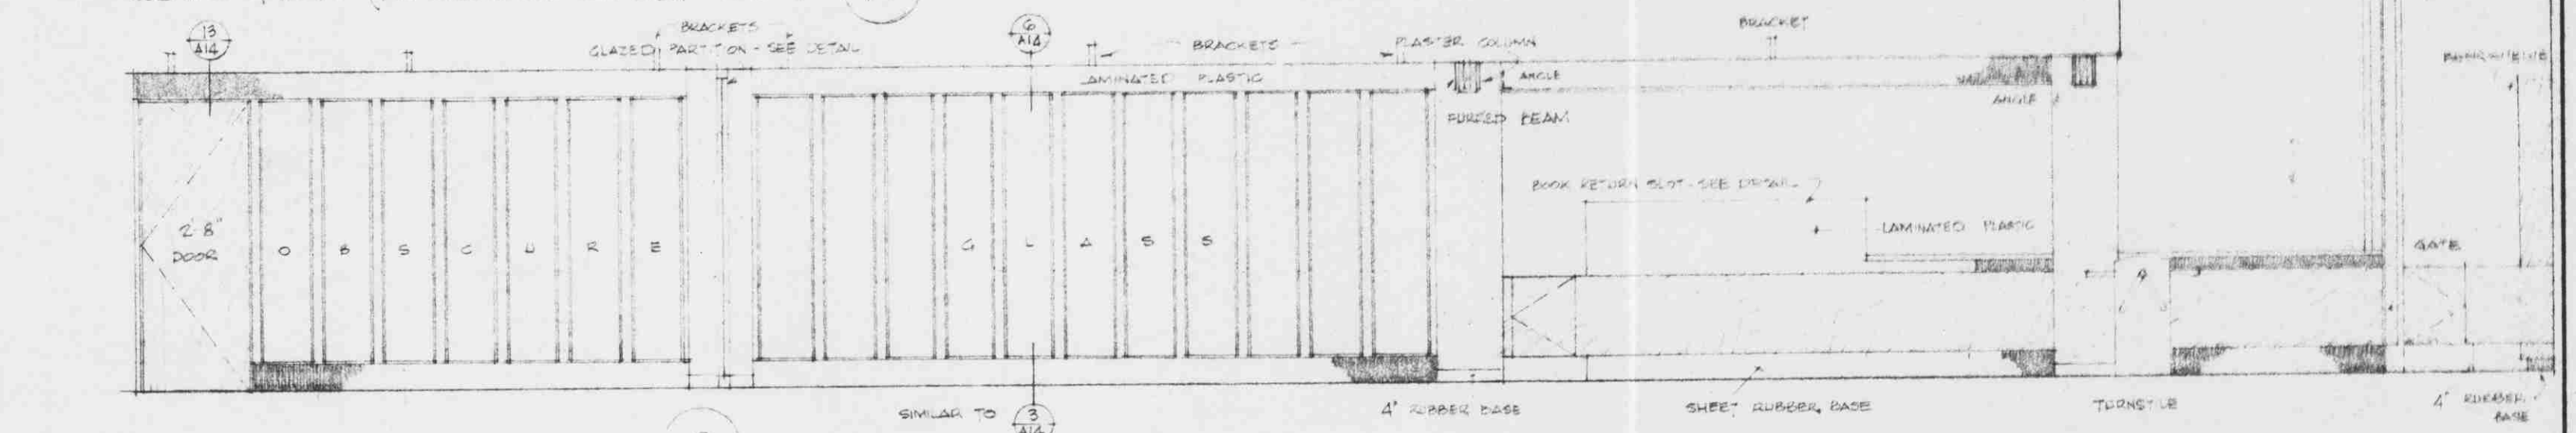 13
A14
BRACKETS
GLAZED PARTITION - SEE DETAIL
6
A14
BRACKETS
LAMINATED PLASTIC
PLASTER COLUMN
ANGLE
FURRED BEAM
BRACKET
ANGLE
2'-8"
DOOR
OBSCURE
GLASS
BOOK RETURN SLOT - SEE DETAIL
LAMINATED PLASTIC
GATE
SIMILAR TO
3
A14
4" RUBBER BASE
SHEET RUBBER BASE
TURNSTILE
4" RUBBER
BASE